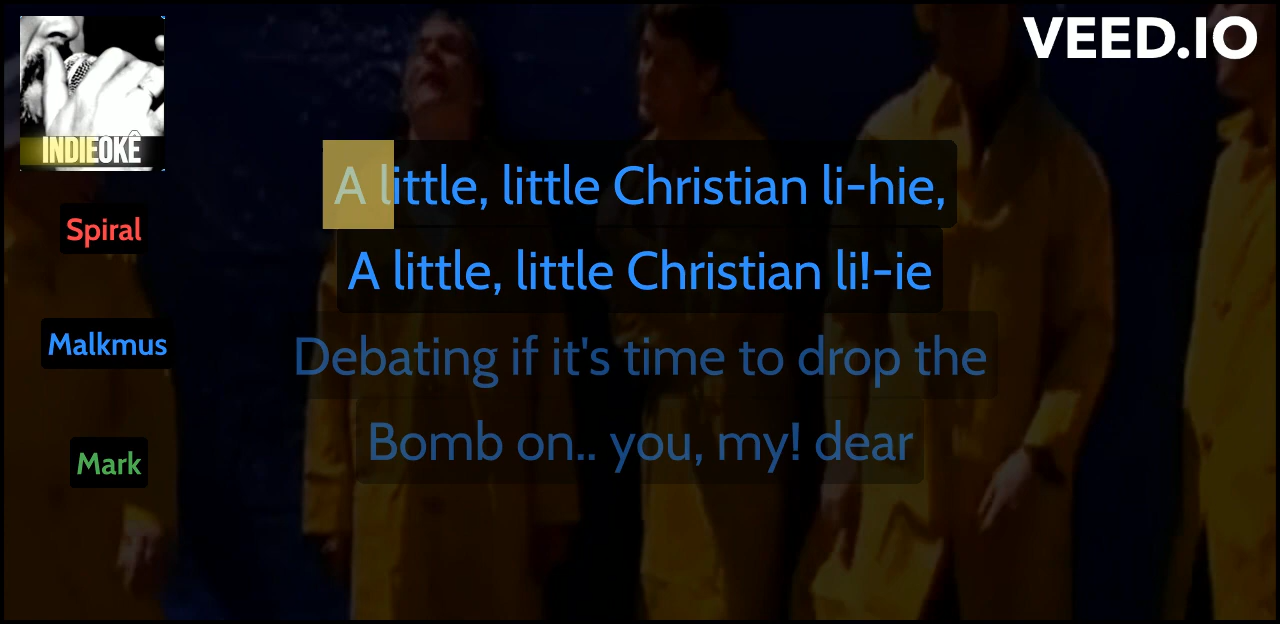 VEED.IO
INDIEOKÊ
Spiral
Malkmus
Mark
A little, little Christian li-hie,
A little, little Christian li!-ie
Debating if it's time to drop the
Bomb on.. you, my! dear